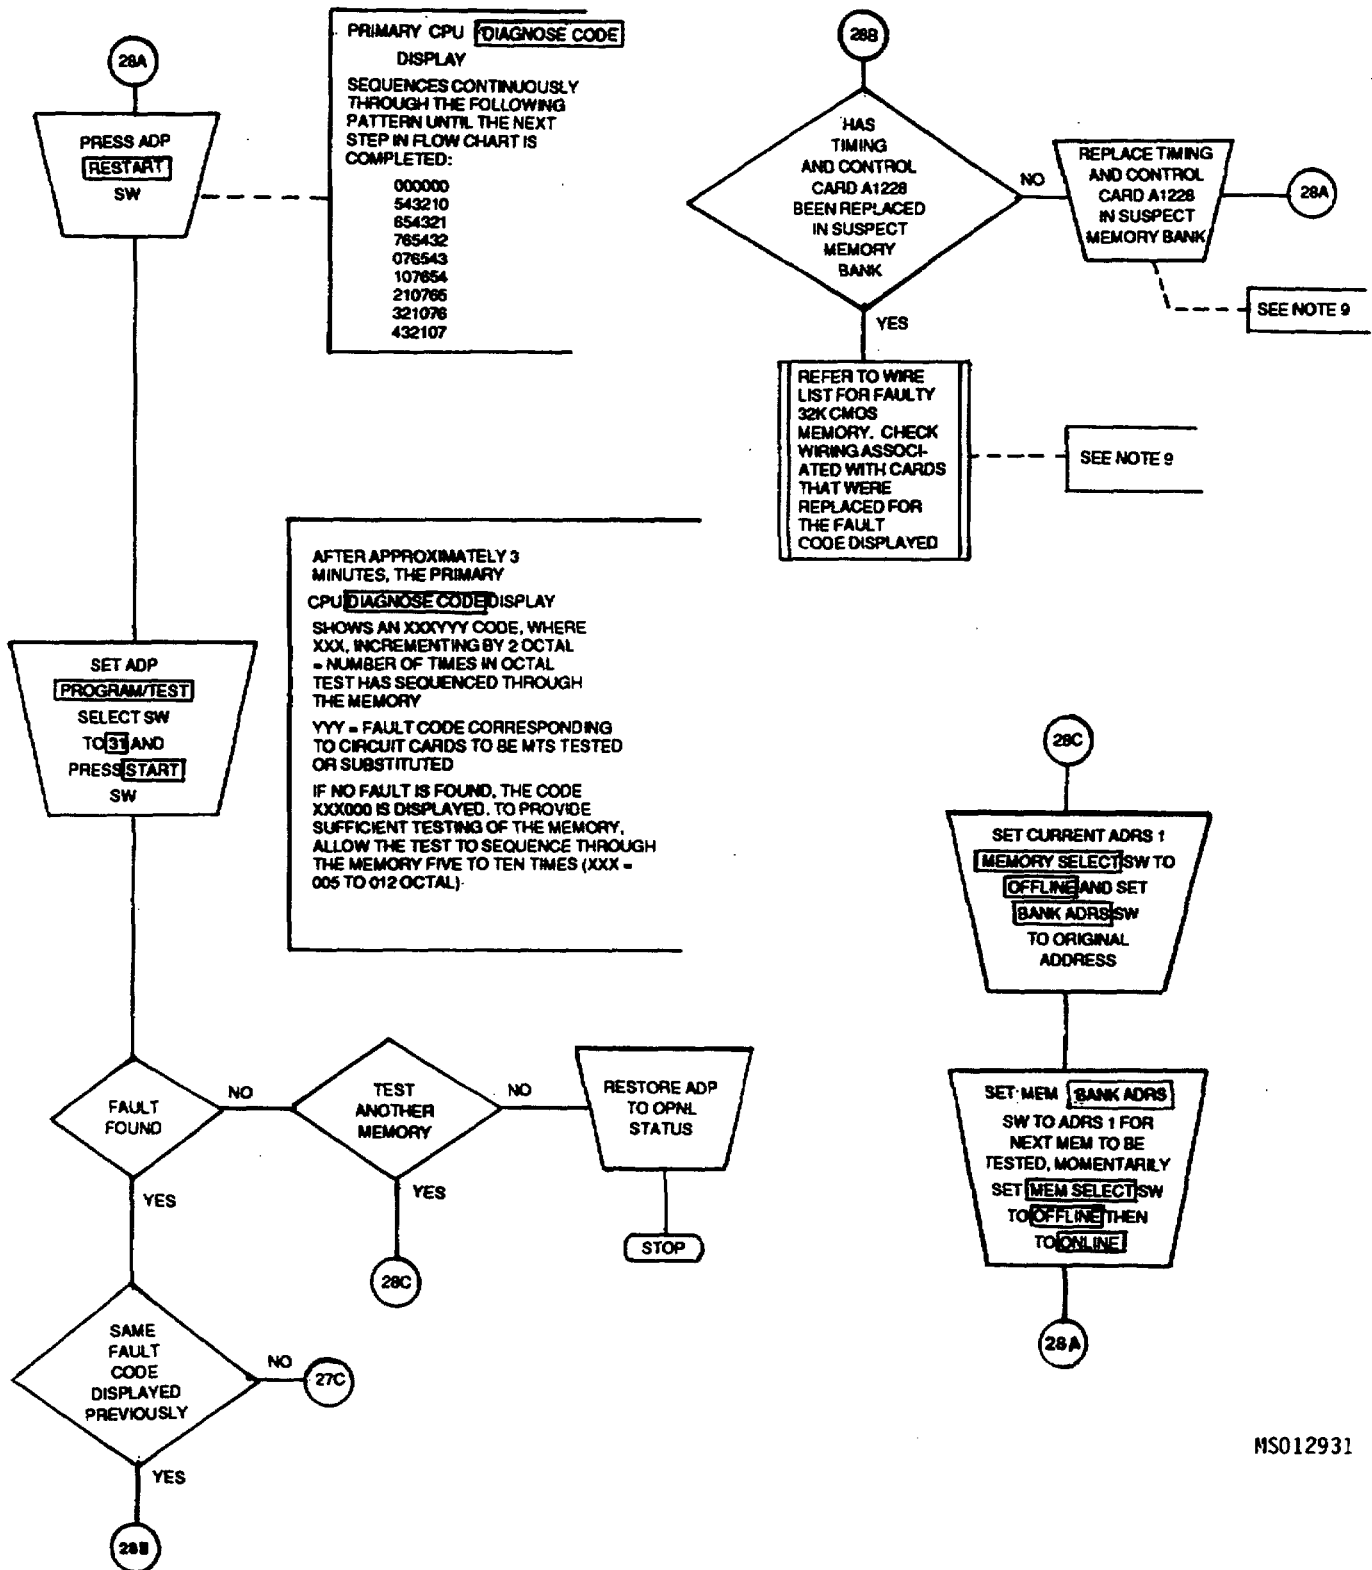 28A
PRESS ADP
RESTART
SW
PRIMARY CPU DIAGNOSE CODE
DISPLAY
SEQUENCES CONTINUOUSLY
THROUGH THE FOLLOWING
PATTERN UNTIL THE NEXT
STEP IN FLOW CHART IS
COMPLETED:
000000
543210
654321
765432
076543
107654
210765
321076
432107
SET ADP
PROGRAM/TEST
SELECT SW
TO 31 AND
PRESS START
SW
AFTER APPROXIMATELY 3
MINUTES, THE PRIMARY
CPU DIAGNOSE CODE DISPLAY
SHOWS AN XXXYYY CODE, WHERE
XXX, INCREMENTING BY 2 OCTAL
= NUMBER OF TIMES IN OCTAL
TEST HAS SEQUENCED THROUGH
THE MEMORY
YYY = FAULT CODE CORRESPONDING
TO CIRCUIT CARDS TO BE MTS TESTED
OR SUBSTITUTED
IF NO FAULT IS FOUND, THE CODE
XXX000 IS DISPLAYED. TO PROVIDE
SUFFICIENT TESTING OF THE MEMORY,
ALLOW THE TEST TO SEQUENCE THROUGH
THE MEMORY FIVE TO TEN TIMES (XXX =
005 TO 012 OCTAL)
FAULT
FOUND
NO
YES
TEST
ANOTHER
MEMORY
NO
YES
28C
RESTORE ADP
TO OPNL
STATUS
STOP
SAME
FAULT
CODE
DISPLAYED
PREVIOUSLY
NO
27C
YES
28B
28B
HAS
TIMING
AND CONTROL
CARD A1228
BEEN REPLACED
IN SUSPECT
MEMORY
BANK
NO
REPLACE TIMING
AND CONTROL
CARD A1228
IN SUSPECT
MEMORY BANK
28A
SEE NOTE 9
YES
REFER TO WIRE
LIST FOR FAULTY
32K CMOS
MEMORY. CHECK
WIRING ASSOCI-
ATED WITH CARDS
THAT WERE
REPLACED FOR
THE FAULT
CODE DISPLAYED
SEE NOTE 9
28C
SET CURRENT ADRS 1
MEMORY SELECT SW TO
OFFLINE AND SET
BANK ADRS SW
TO ORIGINAL
ADDRESS
SET MEM BANK ADRS
SW TO ADRS 1 FOR
NEXT MEM TO BE
TESTED, MOMENTARILY
SET MEM SELECT SW
TO OFFLINE THEN
TO ONLINE
28A
MS012931